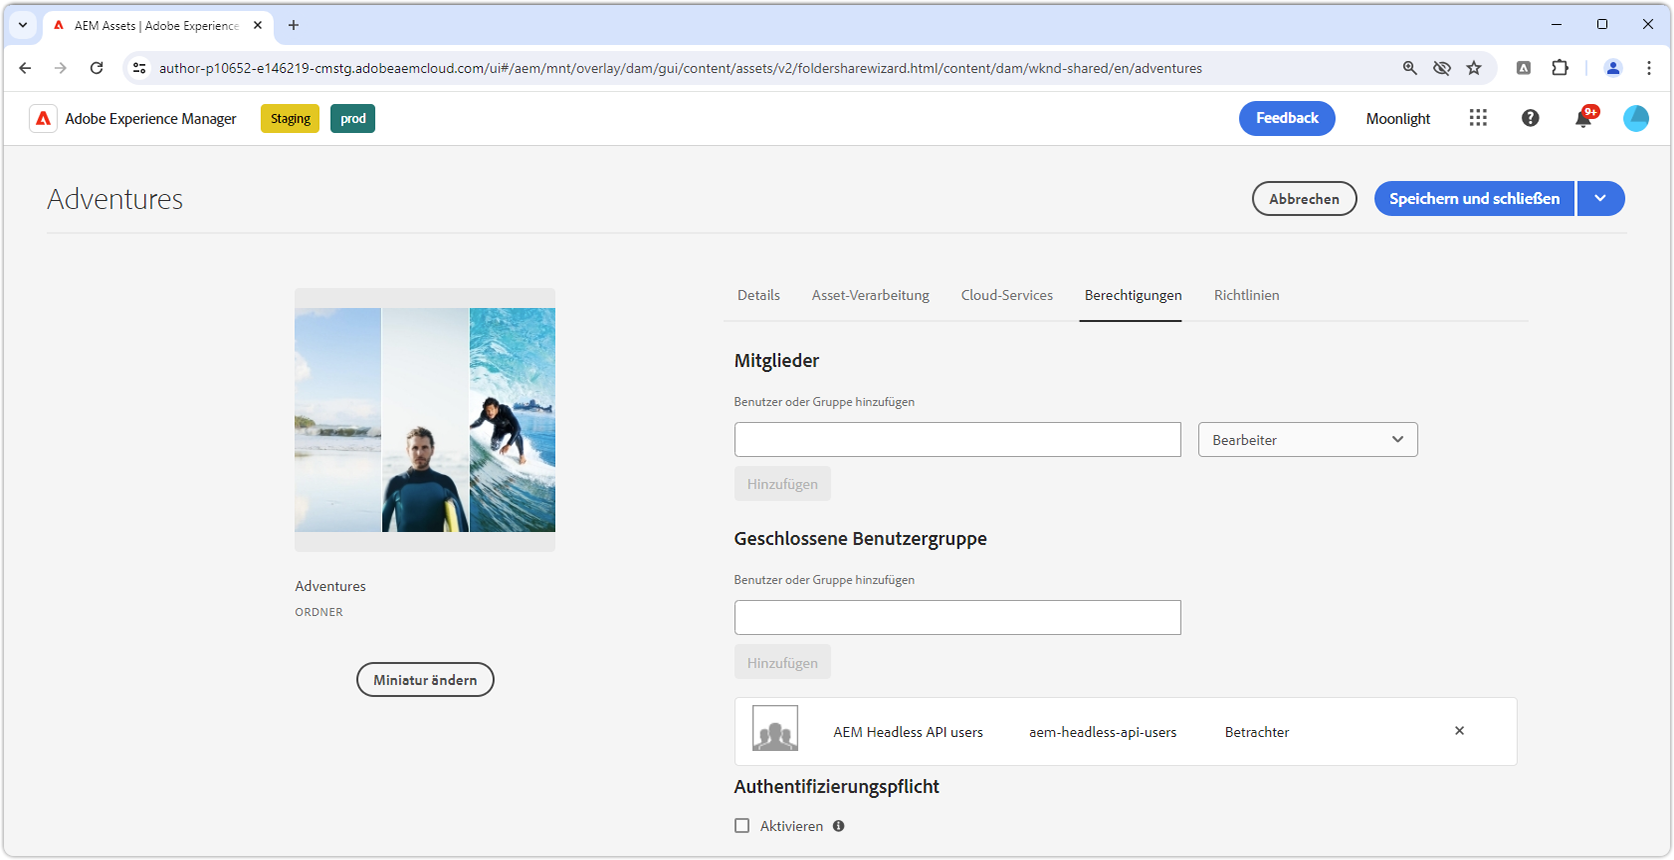 AEM Assets | Adobe Experience
author-p10652-e146219-cmstg.adobeaemcloud.com/ui#/aem/mnt/overlay/dam/gui/content/assets/v2/foldersharewizard.html/content/dam/wknd-shared/en/adventures
Adobe Experience Manager
Staging
prod
Feedback
Moonlight
9+
Adventures
Abbrechen
Speichern und schließen
Details
Asset-Verarbeitung
Cloud-Services
Berechtigungen
Richtlinien
Mitglieder
Benutzer oder Gruppe hinzufügen
Bearbeiter
Hinzufügen
Geschlossene Benutzergruppe
Benutzer oder Gruppe hinzufügen
Hinzufügen
AEM Headless API users
aem-headless-api-users
Betrachter
Authentifizierungspflicht
Aktivieren
Adventures
ORDNER
Miniatur ändern